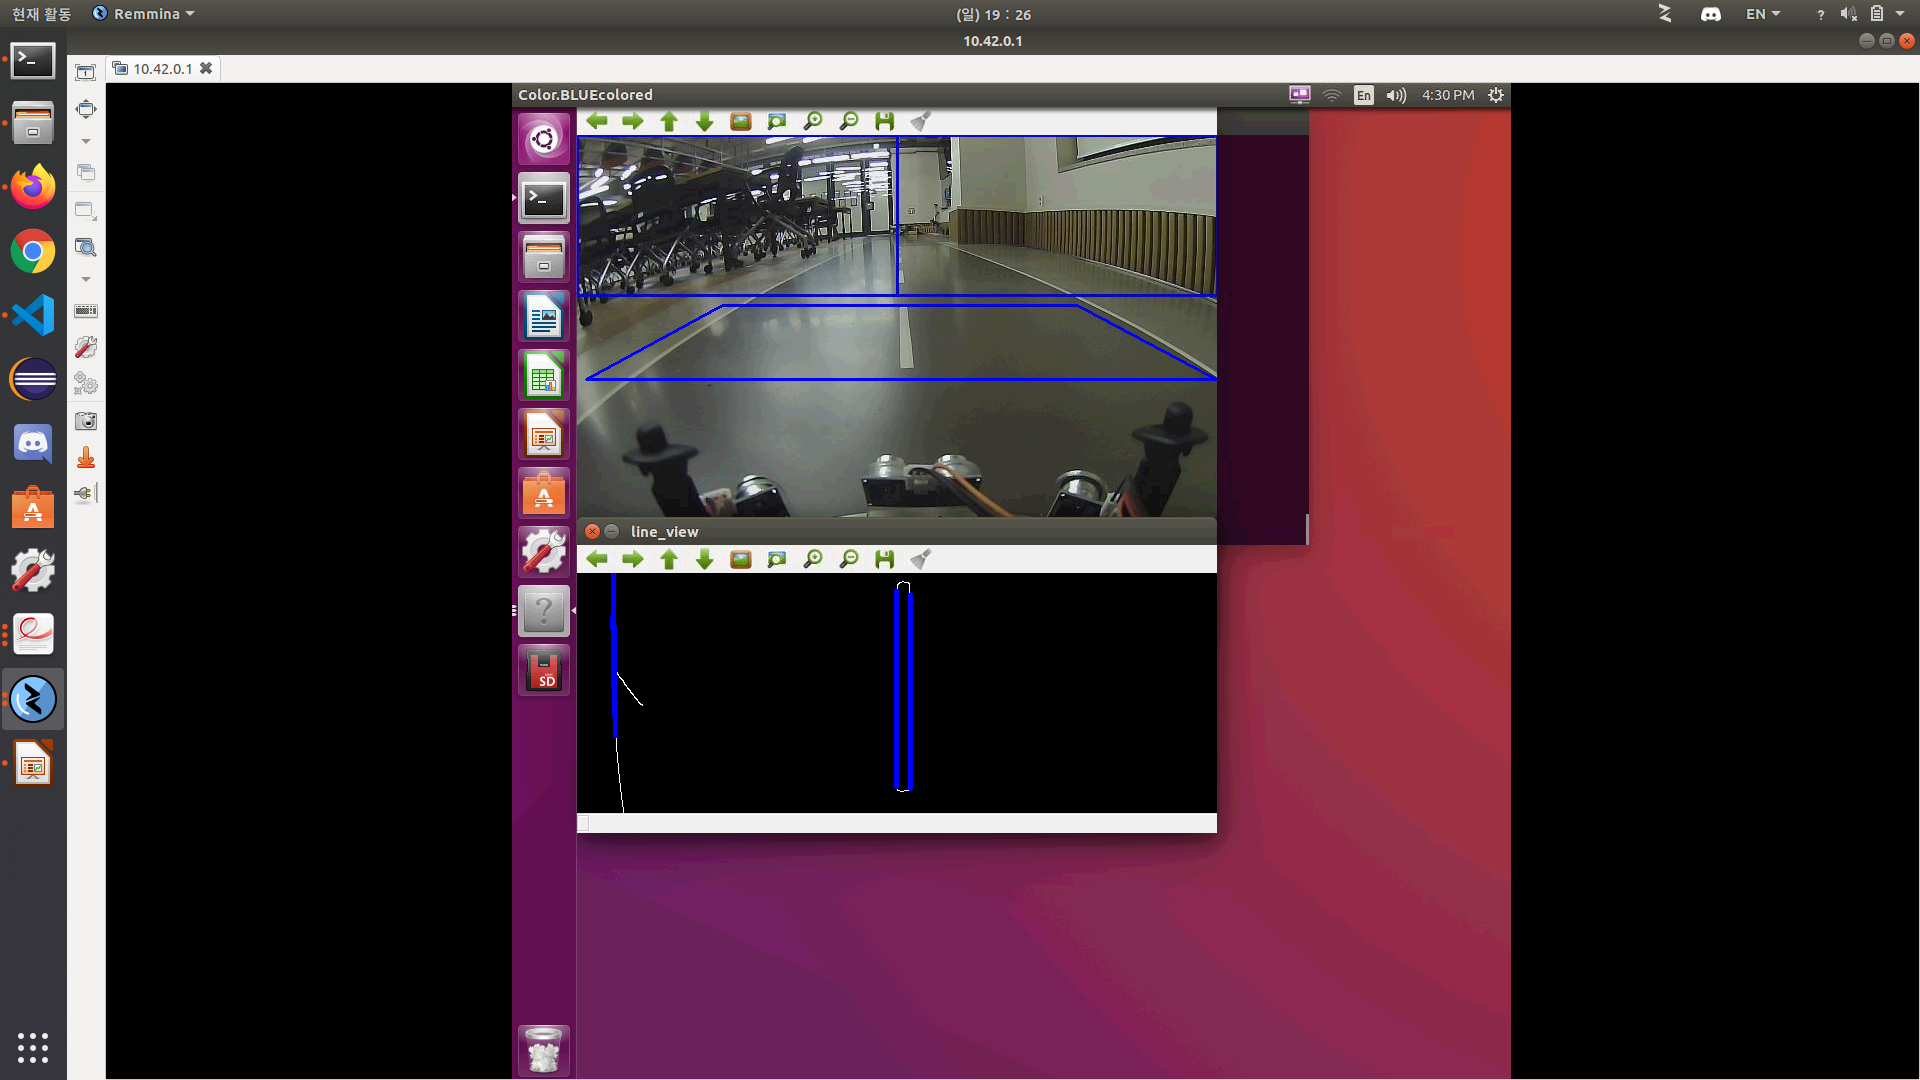 현재 활동 Remmina (일) 19 : 26 EN ?
10.42.0.1
10.42.0.1
Color.BLUEcolored En 4:30 PM
line_view
SD